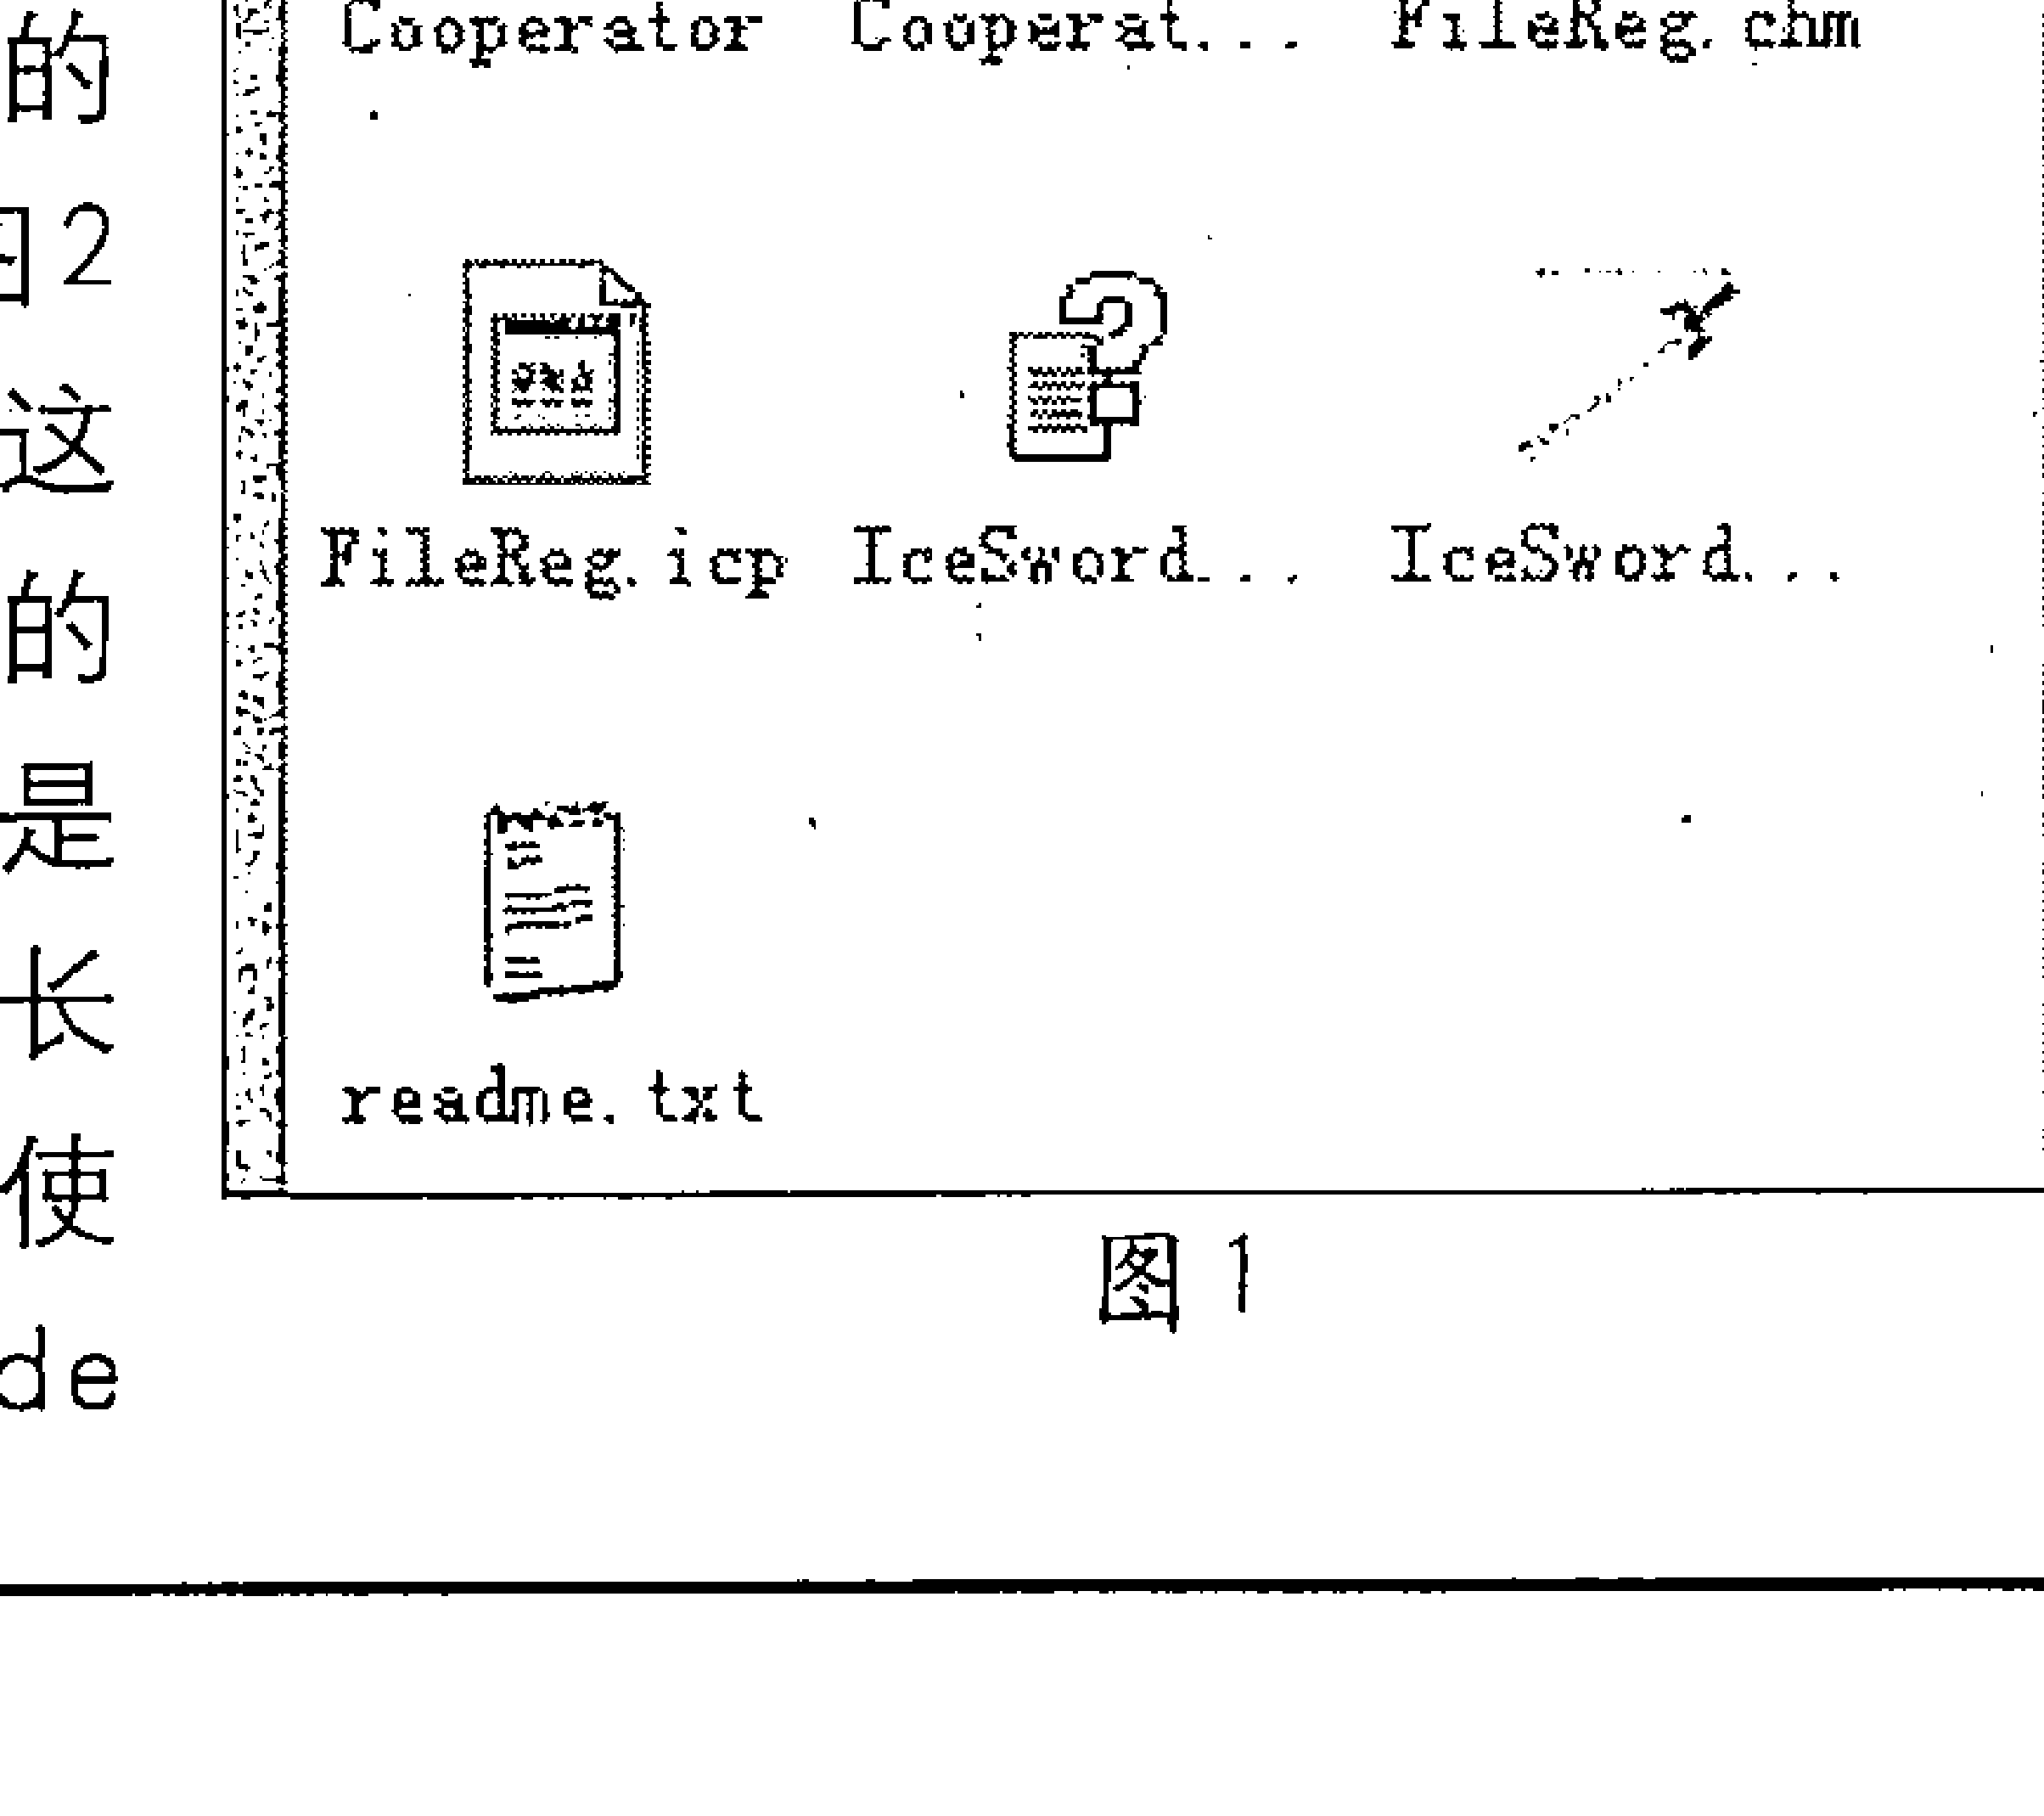 的
图2
这
的
是
长
使
de
Cooperator Cooperat... FileReg.chm
FileReg.icp IceSword... IceSword...
readme.txt
图1